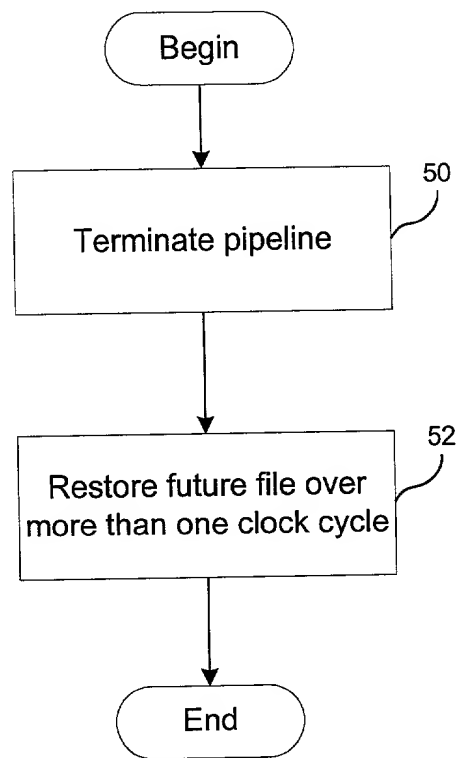 Begin
50
Terminate pipeline
52
Restore future file over
more than one clock cycle
End